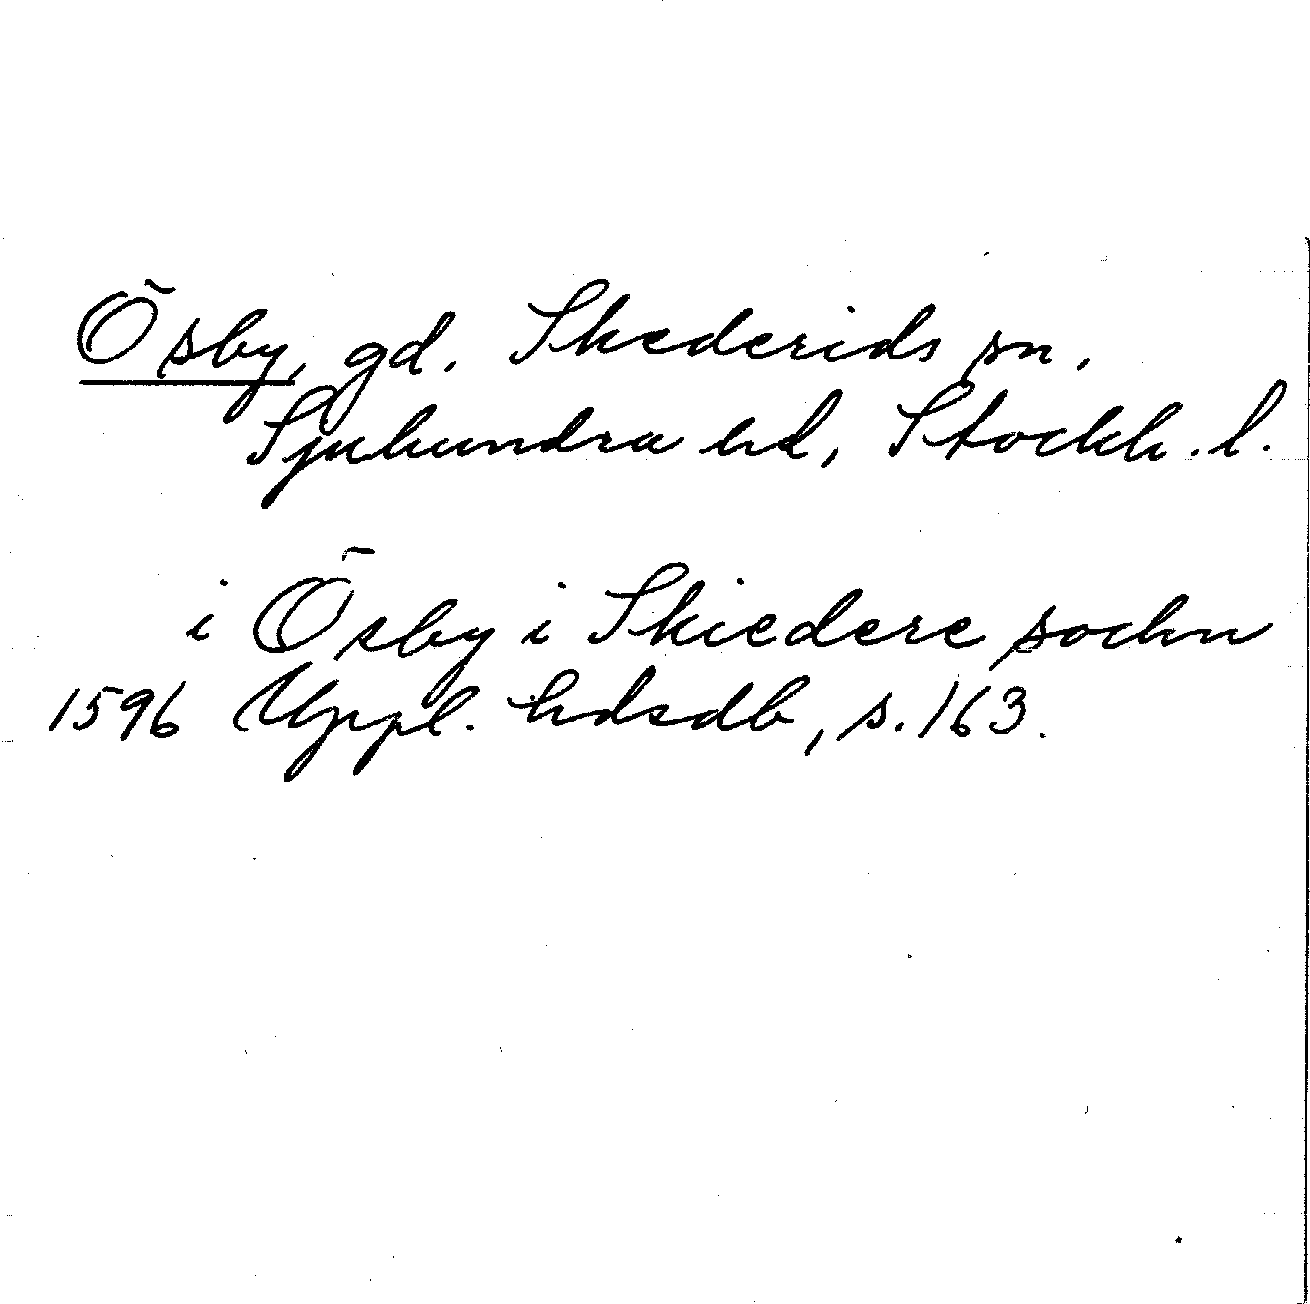 Ösby, gd. Skederids sn.
Sjuhundra hd, Stockh. l.
i Ösby i Skiedere sochn
1596 Uppl. hdsdb, s. 163.